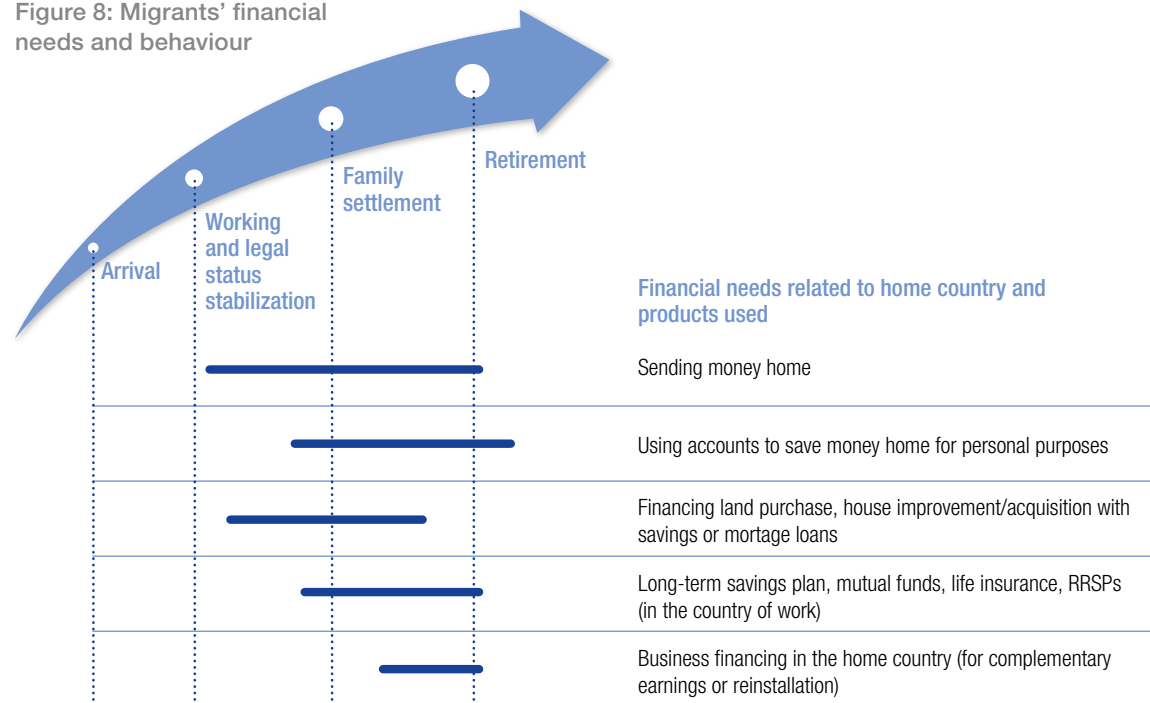 Figure 8: Migrants' financial
needs and behaviour
Retirement
Family
settlement
Working
and legal
status
stabilization
Arrival
Financial needs related to home country and
products used
Sending money home
Using accounts to save money home for personal purposes
Financing land purchase, house improvement/acquisition with
savings or mortage loans
Long-term savings plan, mutual funds, life insurance, RRSPs
(in the country of work)
Business financing in the home country (for complementary
earnings or reinstallation)